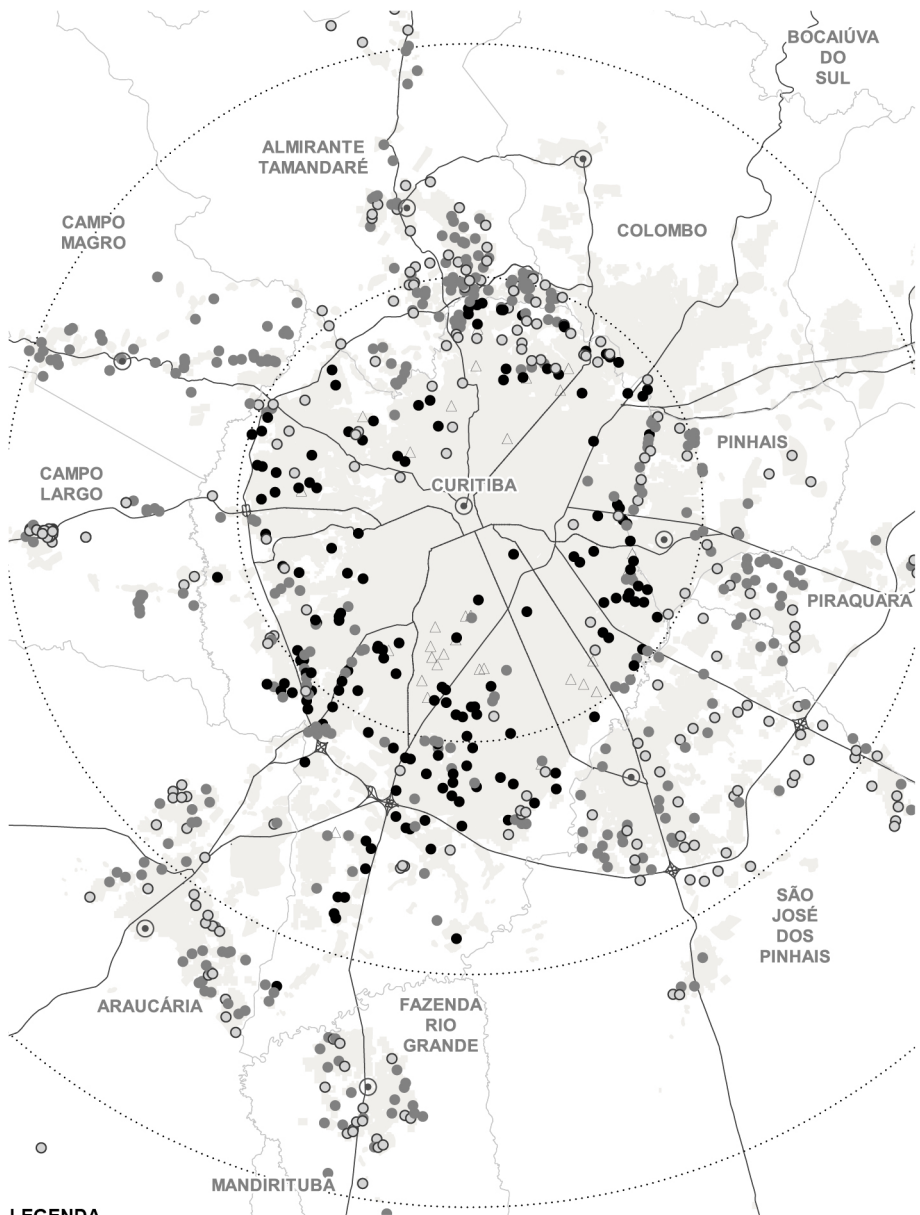 BOCAIÚVA
DO
SUL
ALMIRANTE
TAMANDARÉ
CAMPO
MAGRO
COLOMBO
PINHAIS
CAMPO
LARGO
CURITIBA
PIRAQUARA
SÃO
JOSÉ
DOS
PINHAIS
ARAUCÁRIA
FAZENDA
RIO
GRANDE
MANDIRITUBA
LEGENDA